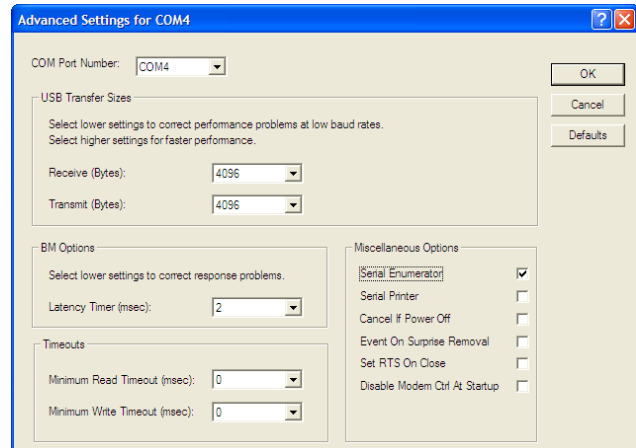 Advanced Settings for COM4
COM Port Number: COM4
OK
Cancel
Defaults
USB Transfer Sizes
Select lower settings to correct performance problems at low baud rates.
Select higher settings for faster performance.
Receive (Bytes): 4096
Transmit (Bytes): 4096
BM Options
Select lower settings to correct response problems.
Latency Timer (msec): 2
Timeouts
Minimum Read Timeout (msec): 0
Minimum Write Timeout (msec): 0
Miscellaneous Options
Serial Enumerator
Serial Printer
Cancel If Power Off
Event On Surprise Removal
Set RTS On Close
Disable Modem Ctrl At Startup